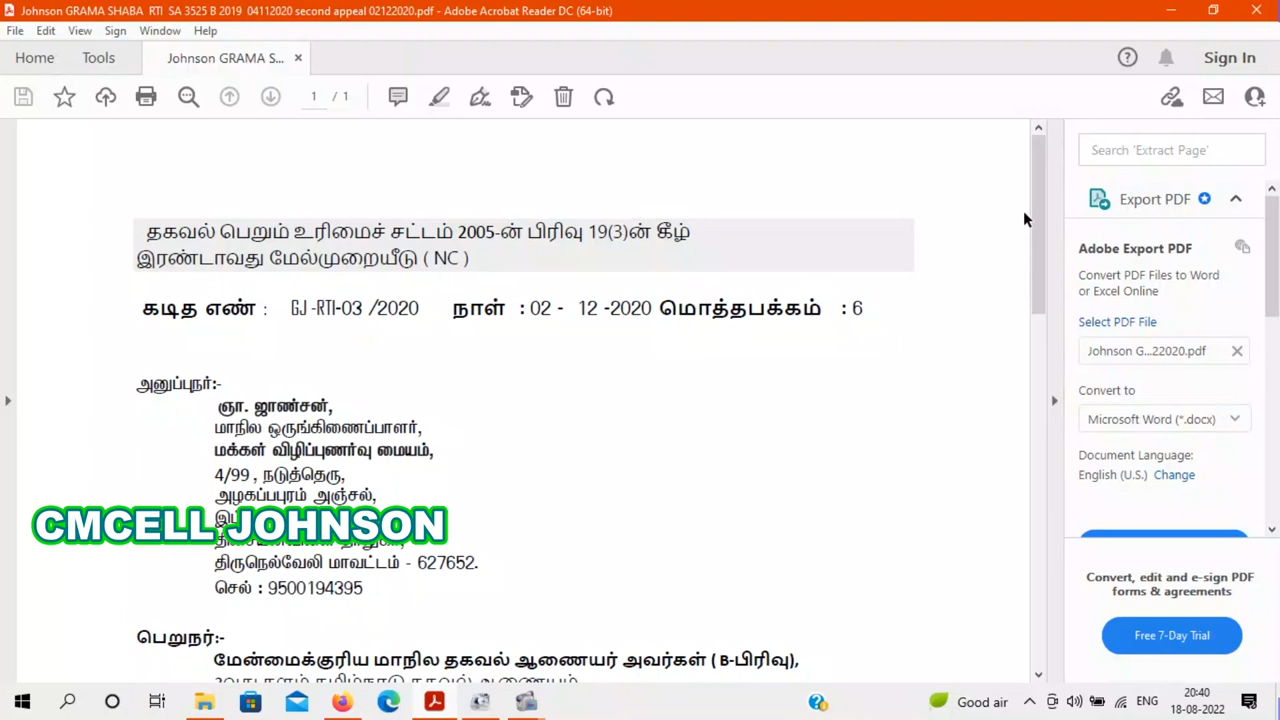 Johnson GRAMA SHABA RTI SA 3525 B 2019 04112020 second appeal 02122020.pdf - Adobe Acrobat Reader DC (64-bit)
File Edit View Sign Window Help
Home Tools Johnson GRAMA S... × Sign In
1 / 1
Search 'Extract Page'
Export PDF
Adobe Export PDF
Convert PDF Files to Word
or Excel Online
Select PDF File
Johnson G...22020.pdf
Convert to
Microsoft Word (*.docx)
Document Language:
English (U.S.) Change
Convert, edit and e-sign PDF
forms & agreements
Free 7-Day Trial
தகவல் பெறும் உரிமைச் சட்டம் 2005-ன் பிரிவு 19(3)ன் கீழ்
இரண்டாவது மேல்முறையீடு ( NC )
கடித எண் : GJ -RTI-03 /2020 நாள் : 02 - 12 -2020 மொத்தபக்கம் : 6
அனுப்புநர்:-
ஞா. ஜாண்சன்,
மாநில ஒருங்கிணைப்பாளர்,
மக்கள் விழிப்புணர்வு மையம்,
4/99 , நடுத்தெரு,
அழகப்பபுரம் அஞ்சல்,
CMCELL JOHNSON
திருநெல்வேலி மாவட்டம் - 627652.
செல் : 9500194395
பெறுநர்:-
மேன்மைக்குரிய மாநில தகவல் ஆணையர் அவர்கள் ( B-பிரிவு),
Good air ENG 20:40
18-08-2022